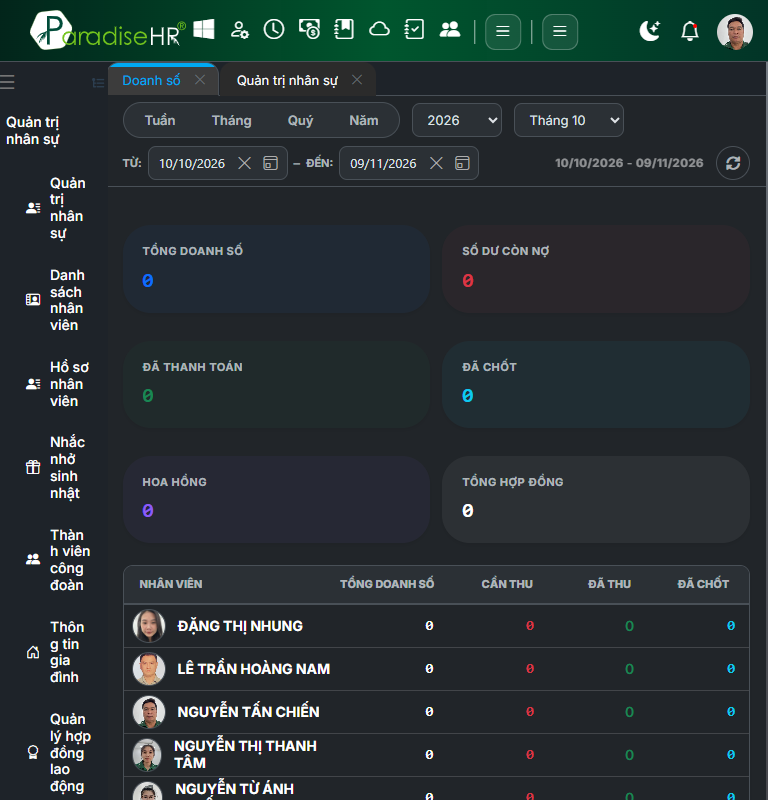 ParadiseHR®
Doanh số
Quản trị nhân sự
Quản trị
nhân sự
Quản
trị
nhân
sự
Danh
sách
nhân
viên
Hồ sơ
nhân
viên
Nhắc
nhở
sinh
nhật
Thàn
h viên
công
đoàn
Thôn
g tin
gia
đình
Quản
lý hợp
đồng
lao
động
Tuần Tháng Quý Năm 2026 Tháng 10
TỪ: 10/10/2026 – ĐẾN: 09/11/2026 10/10/2026 - 09/11/2026
TỔNG DOANH SỐ
0
SỐ DƯ CÒN NỢ
0
ĐÃ THANH TOÁN
0
ĐÃ CHỐT
0
HOA HỒNG
0
TỔNG HỢP ĐỒNG
0
NHÂN VIÊN TỔNG DOANH SỐ CẦN THU ĐÃ THU ĐÃ CHỐT
ĐẶNG THỊ NHUNG 0 0 0 0
LÊ TRẦN HOÀNG NAM 0 0 0 0
NGUYỄN TẤN CHIẾN 0 0 0 0
NGUYỄN THỊ THANH
TÂM 0 0 0 0
NGUYỄN TỪ ÁNH
0 0 0 0